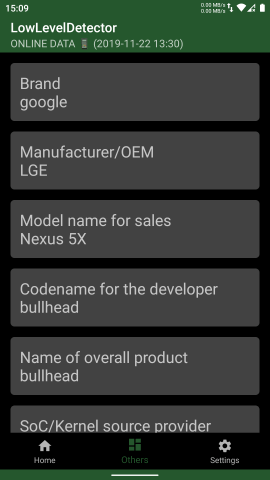 15:09
0.00 MB/s
0.00 MB/s
LowLevelDetector
ONLINE DATA (2019-11-22 13:30)
Brand
google
Manufacturer/OEM
LGE
Model name for sales
Nexus 5X
Codename for the developer
bullhead
Name of overall product
bullhead
SoC/Kernel source provider
Home
Others
Settings